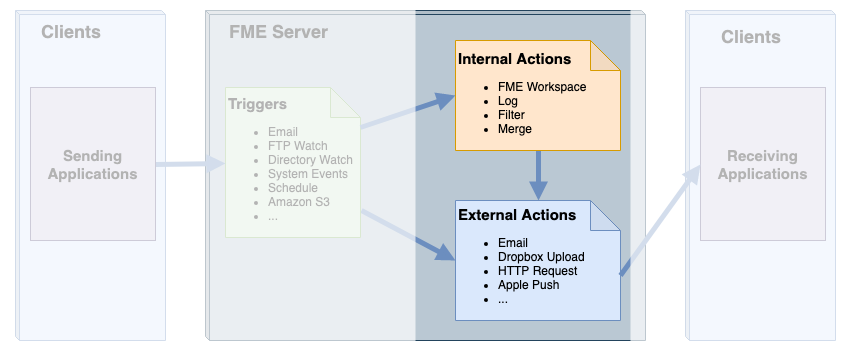 Clients
Sending
Applications
FME Server
Triggers
• Email
• FTP Watch
• Directory Watch
• System Events
• Schedule
• Amazon S3
• ...
Internal Actions
• FME Workspace
• Log
• Filter
• Merge
External Actions
• Email
• Dropbox Upload
• HTTP Request
• Apple Push
• ...
Clients
Receiving
Applications